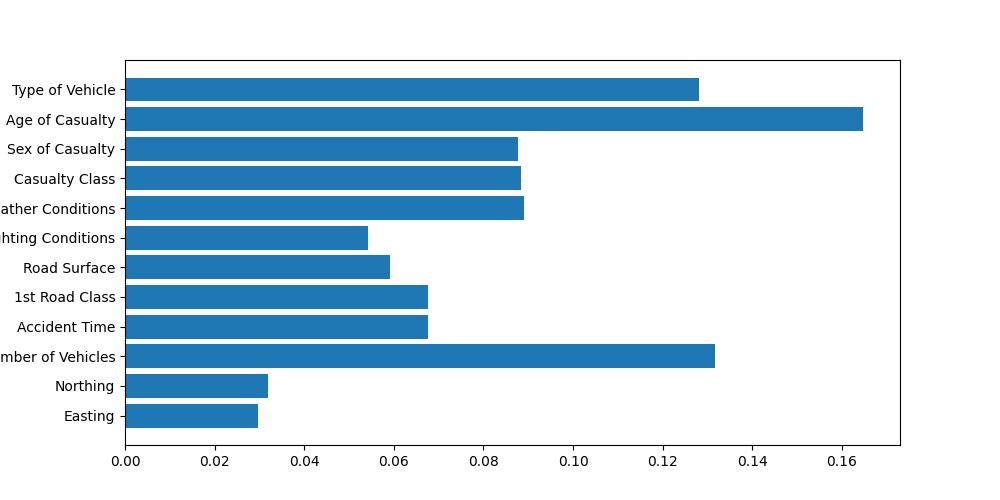 Type of Vehicle
Age of Casualty
Sex of Casualty
Casualty Class
ather Conditions
hting Conditions
Road Surface
1st Road Class
Accident Time
mber of Vehicles
Northing
Easting
0.00 0.02 0.04 0.06 0.08 0.10 0.12 0.14 0.16